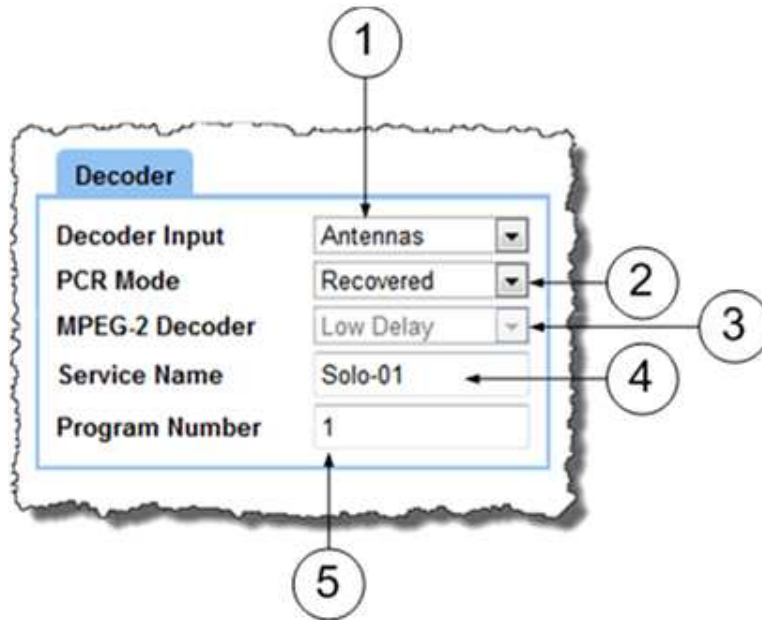 1
Decoder
Decoder Input Antennas
PCR Mode Recovered 2
MPEG-2 Decoder Low Delay 3
Service Name Solo-01 4
Program Number 1
5